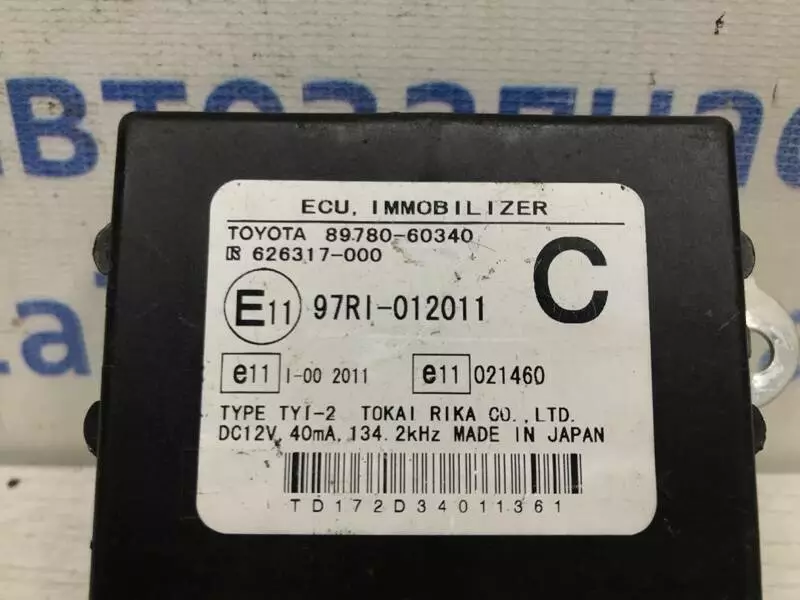 автозапчас
ECU, IMMOBILIZER
TOYOTA 89780-60340
626317-000
C
E11 97RI-012011
e11 I-00 2011 e11 021460
TYPE TYI-2 TOKAI RIKA CO.,LTD.
DC12V, 40mA, 134.2kHz MADE IN JAPAN
TD172D34011361